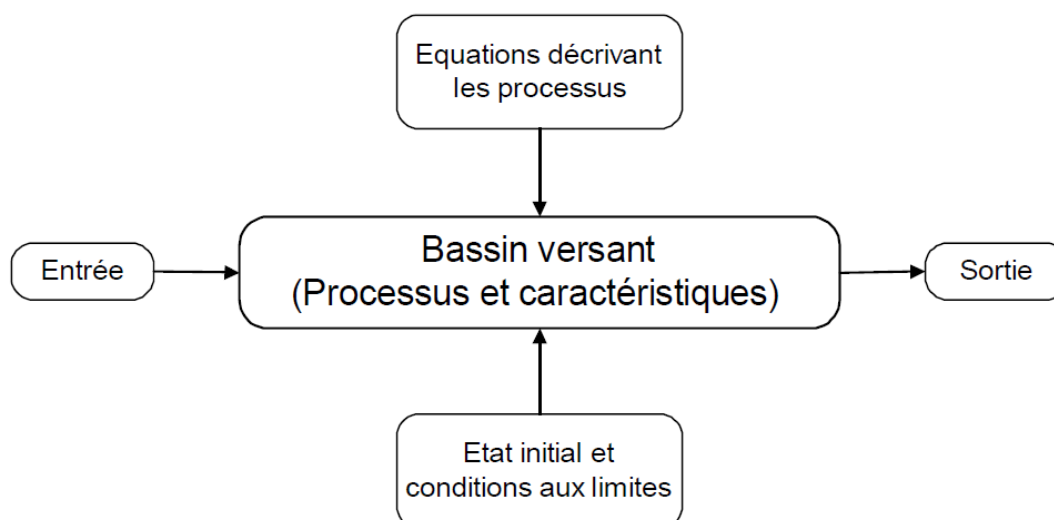 Equations décrivant
les processus
Entrée
Bassin versant
(Processus et caractéristiques)
Sortie
Etat initial et
conditions aux limites